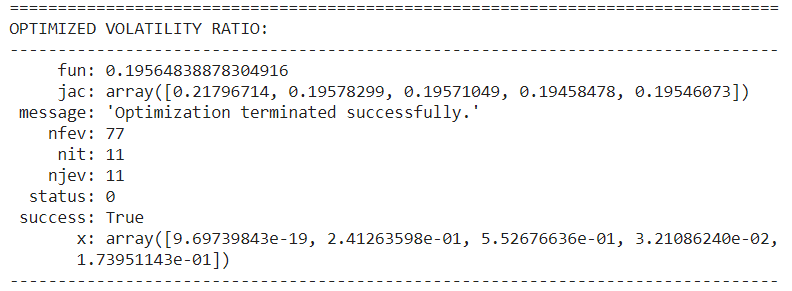 ================================================================================
OPTIMIZED VOLATILITY RATIO:
--------------------------------------------------------------------------------
     fun: 0.19564838878304916
     jac: array([0.21796714, 0.19578299, 0.19571049, 0.19458478, 0.19546073])
 message: 'Optimization terminated successfully.'
    nfev: 77
     nit: 11
    njev: 11
  status: 0
 success: True
       x: array([9.69739843e-19, 2.41263598e-01, 5.52676636e-01, 3.21086240e-02,
       1.73951143e-01])
--------------------------------------------------------------------------------